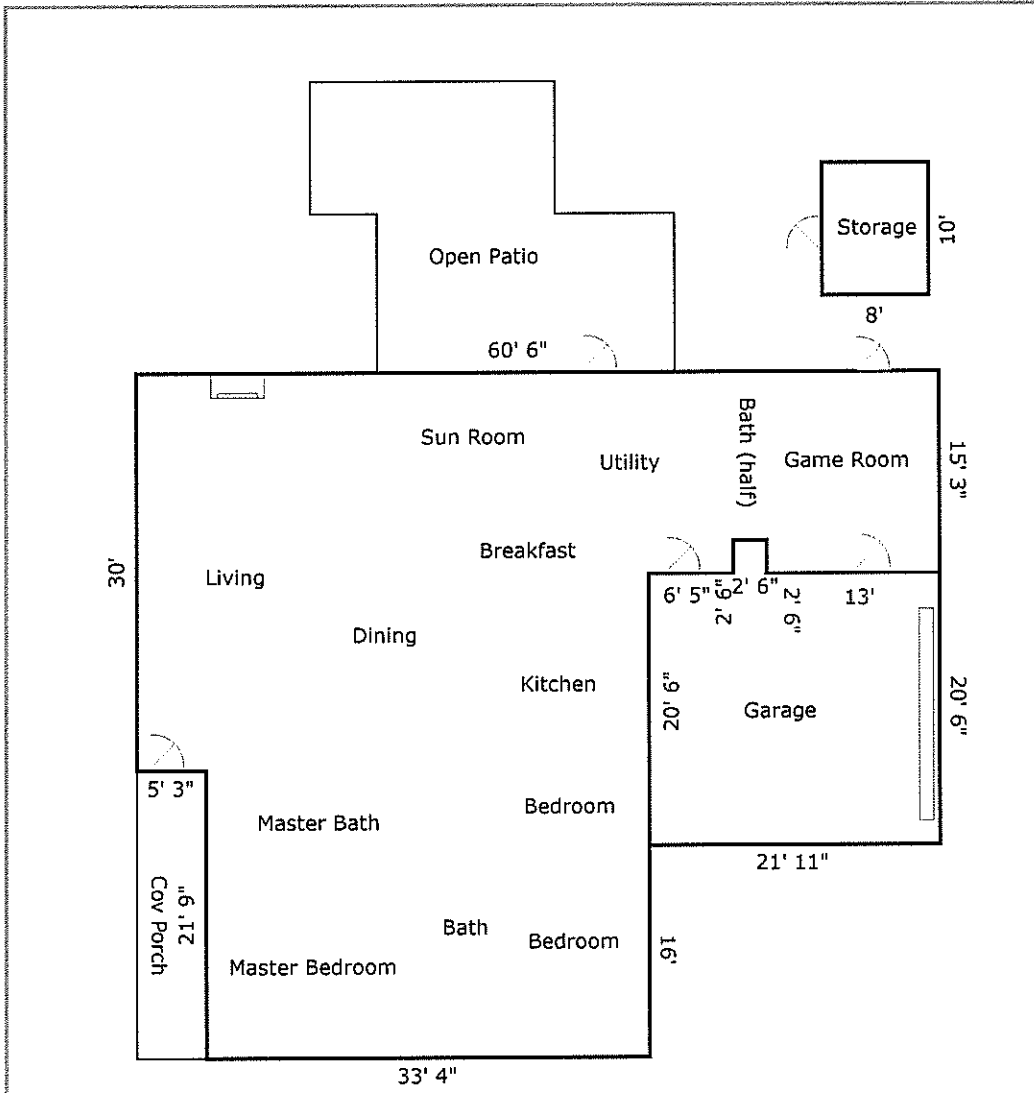 Storage
10'
8'
Open Patio
60' 6"
Sun Room
Utility
Bath (half)
Game Room
15' 3"
30'
Living
Breakfast
6' 5"
2' 6"
2' 6"
2' 6"
13'
Dining
Kitchen
20' 6"
Garage
20' 6"
5' 3"
Master Bath
Bedroom
21' 11"
Cov Porch
21' 9"
Bath
Bedroom
16'
Master Bedroom
33' 4"